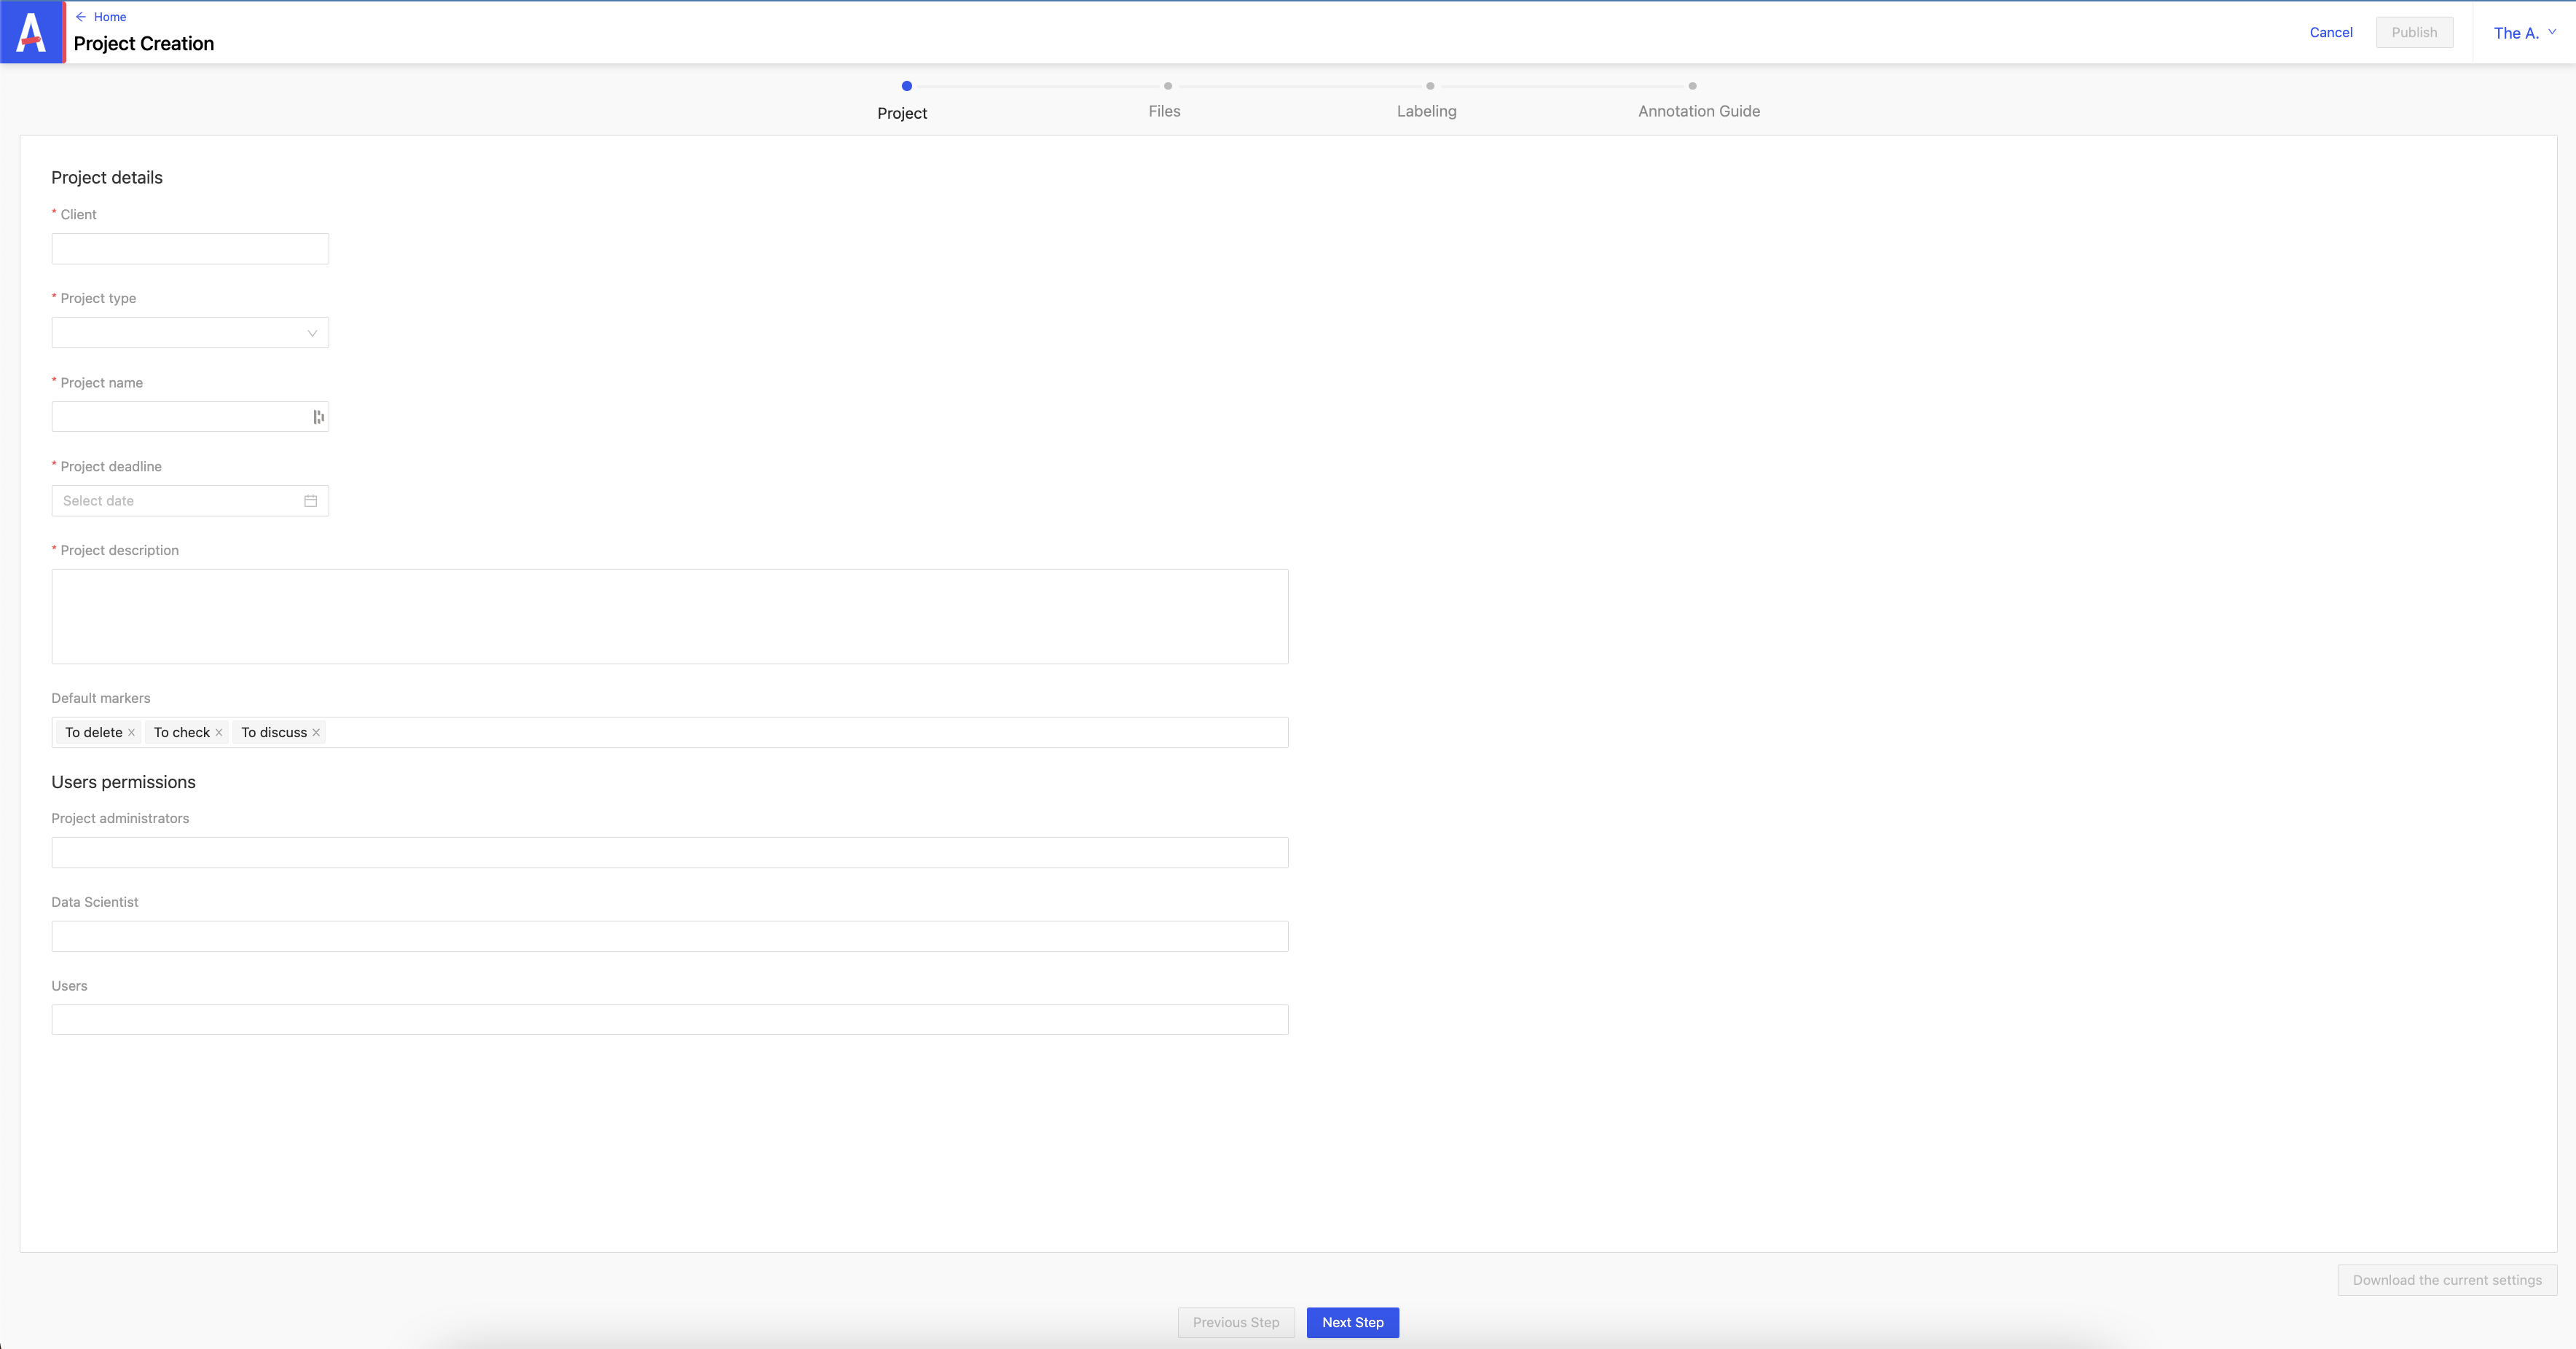 Home
Project Creation
Cancel
Publish
The A.
Project
Files
Labeling
Annotation Guide
Project details
* Client
* Project type
* Project name
* Project deadline
Select date
* Project description
Default markers
To delete × To check × To discuss ×
Users permissions
Project administrators
Data Scientist
Users
Download the current settings
Previous Step
Next Step